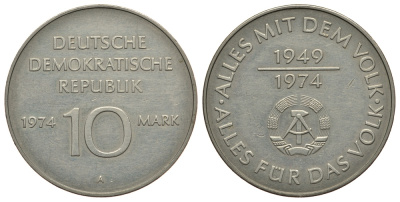 DEUTSCHE
DEMOKRATISCHE
REPUBLIK
1974 10 MARK
A
ALLES MIT DEM VOLK
1949
1974
ALLES FÜR DAS VOLK